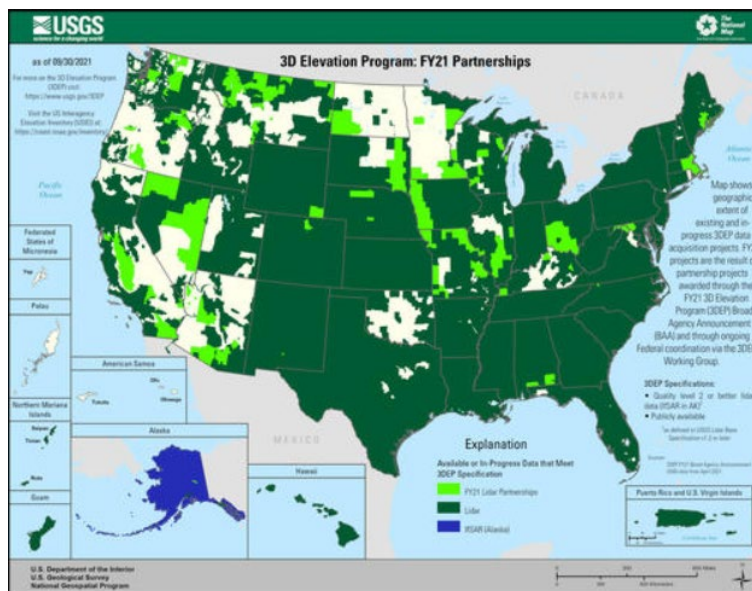 USGS
science for a changing world
The
National
Map
as of 09/30/2021
3D Elevation Program: FY21 Partnerships
For more on the 3D Elevation Program
(3DEP) visit:
https://www.usgs.gov/3DEP
Visit the US Interagency
Elevation Inventory (USIEI) at:
CANADA
Pacific
Ocean
Atlantic
Ocean
Map shows
geographic
extent of
existing and in-
progress 3DEP data
acquisition projects. FY
projects are the result o
partnership projects
awarded through the
FY21 3D Elevation
Program (3DEP) Broad
Agency Announcement
(BAA) and through ongoing
Federal coordination via the 3DE
Working Group.
Federated
States of
Micronesia
Yap
Palau
American Samoa
Ofu
Olosega
Tutuila
Northern Mariana
Islands
Saipan
Tinian
Rota
Guam
Alaska
MEXICO
Hawaii
3DEP Specifications:
• Quality level 2 or better lida
data (IfSAR in AK)
• Publicly available
Explanation
Available or In-Progress Data that Meet
3DEP Specification
FY21 Lidar Partnerships
Lidar
IfSAR (Alaska)
Puerto Rico and U.S. Virgin Islands
U.S. Department of the Interior
U.S. Geological Survey
National Geospatial Program